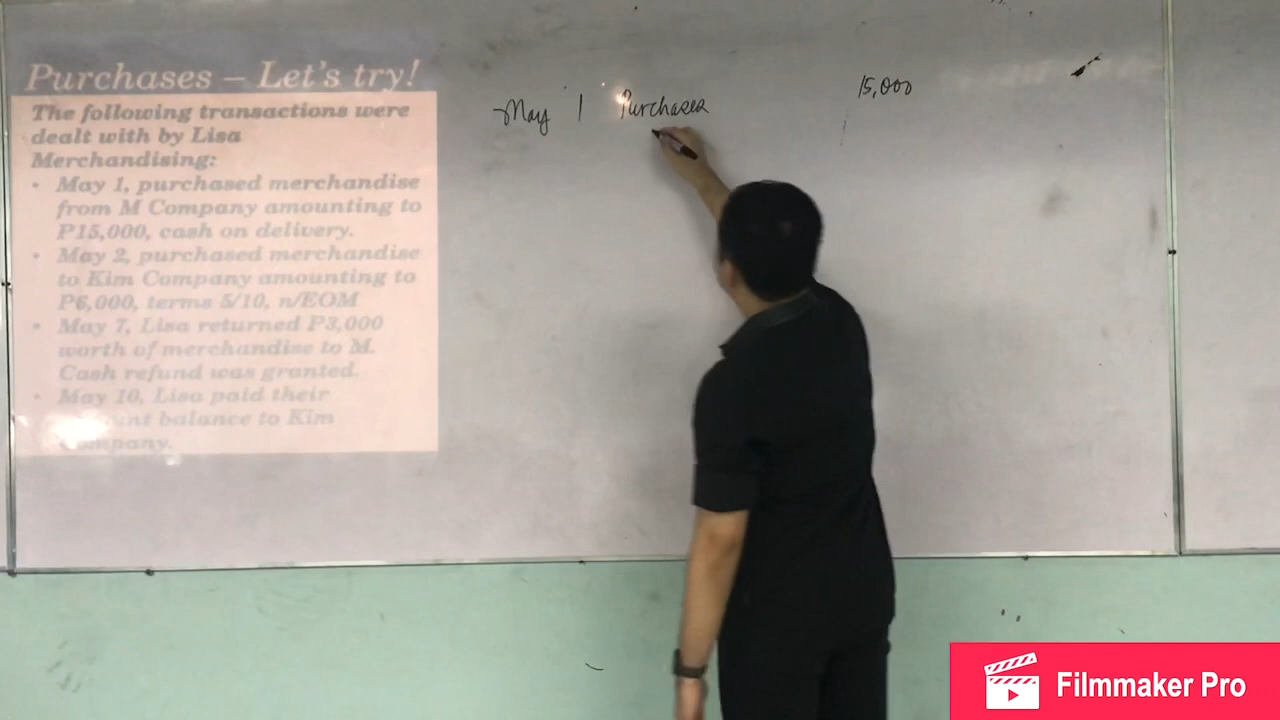 Purchases – Let's try!
The following transactions were
dealt with by Lisa
Merchandising:
• May 1, purchased merchandise
from M Company amounting to
P15,000, cash on delivery.
• May 2, purchased merchandise
to Kim Company amounting to
P6,000, terms 5/10, n/EOM
• May 7, Lisa returned P3,000
worth of merchandise to M.
Cash refund was granted.
• May 10, Lisa paid their
balance to Kim
May 1 Purchases 15,000
Filmmaker Pro